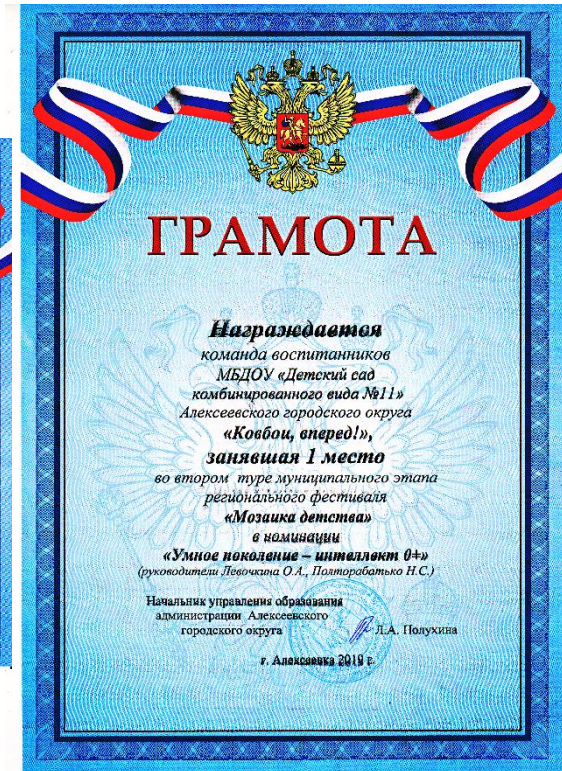 ГРАМОТА
Награждается
команда воспитанников
МБДОУ «Детский сад
комбинированного вида №11»
Алексеевского городского округа
«Ковбои, вперед!»,
занявшая 1 место
во втором туре муниципального этапа
регионального фестиваля
«Мозаика детства»
в номинации
«Умное поколение – интеллект 0+»
(руководители Левочкина О.А., Полторабатько Н.С.)
Начальник управления образования
администрации Алексеевского
городского округа Л.А. Полухина
г. Алексеевка 2019 г.